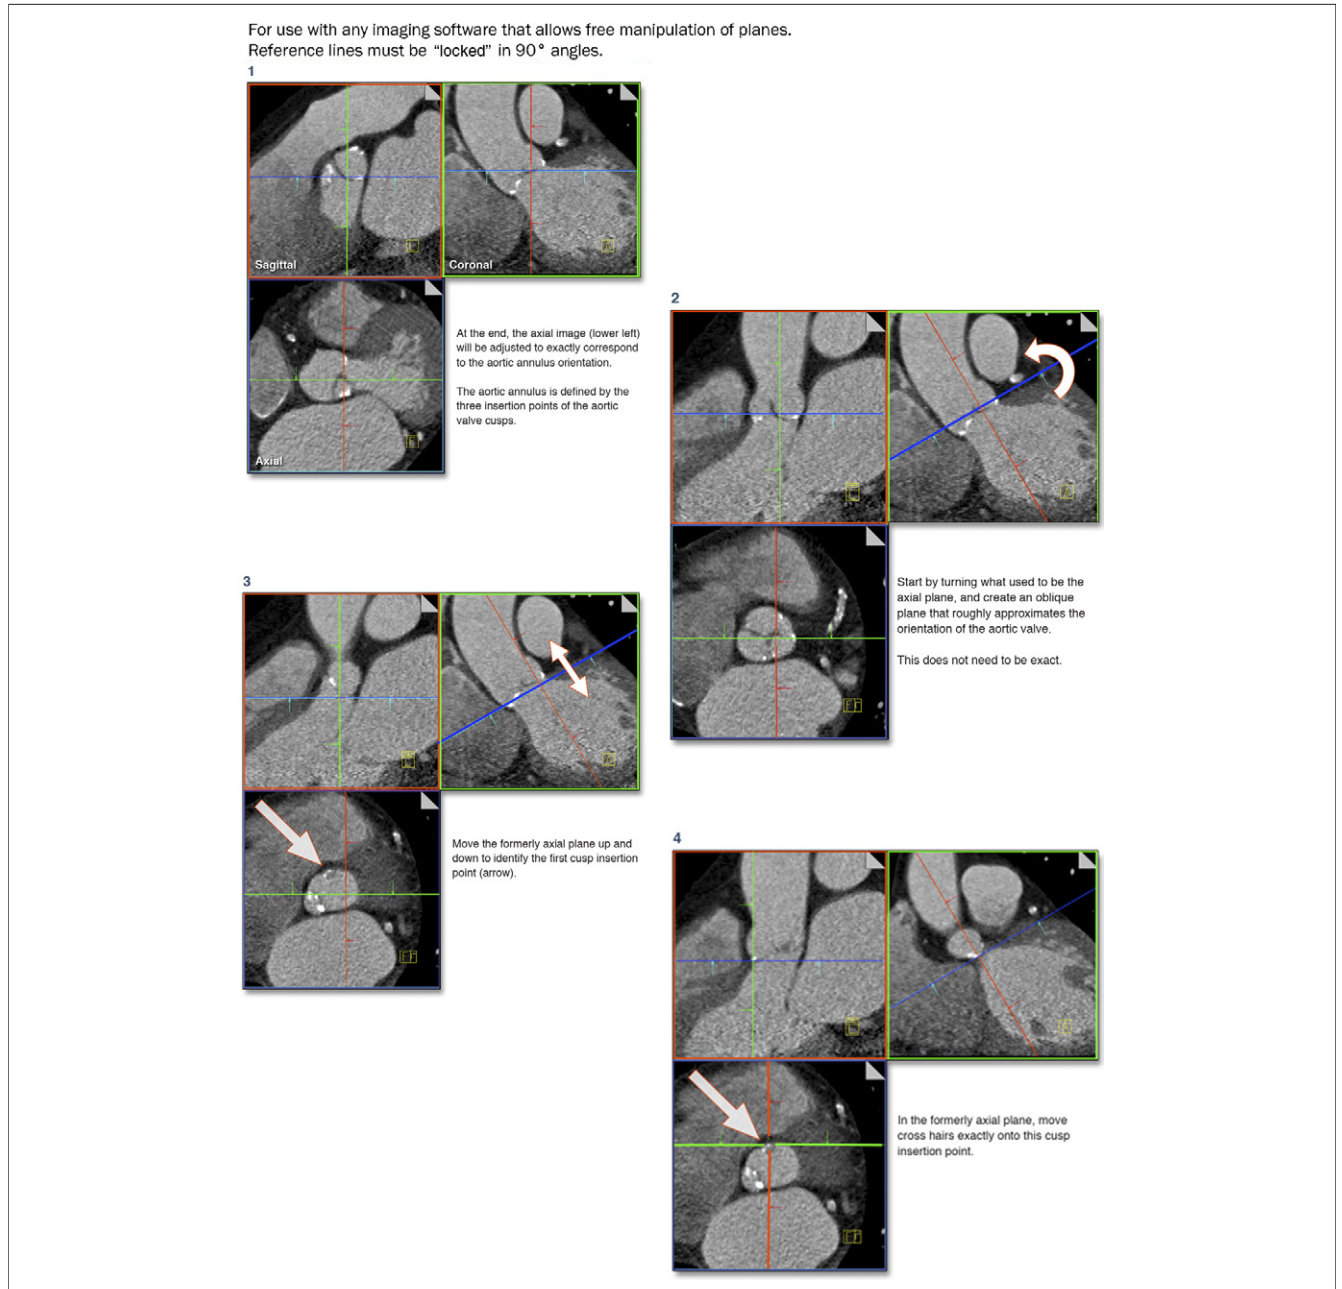 For use with any imaging software that allows free manipulation of planes.
Reference lines must be “locked” in 90° angles.
1
Sagittal
Coronal
Axial
At the end, the axial image (lower left)
will be adjusted to exactly correspond
to the aortic annulus orientation.
The aortic annulus is defined by the
three insertion points of the aortic
valve cusps.
2
Start by turning what used to be the
axial plane, and create an oblique
plane that roughly approximates the
orientation of the aortic valve.
This does not need to be exact.
3
Move the formerly axial plane up and
down to identify the first cusp insertion
point (arrow).
4
In the formerly axial plane, move
cross hairs exactly onto this cusp
insertion point.